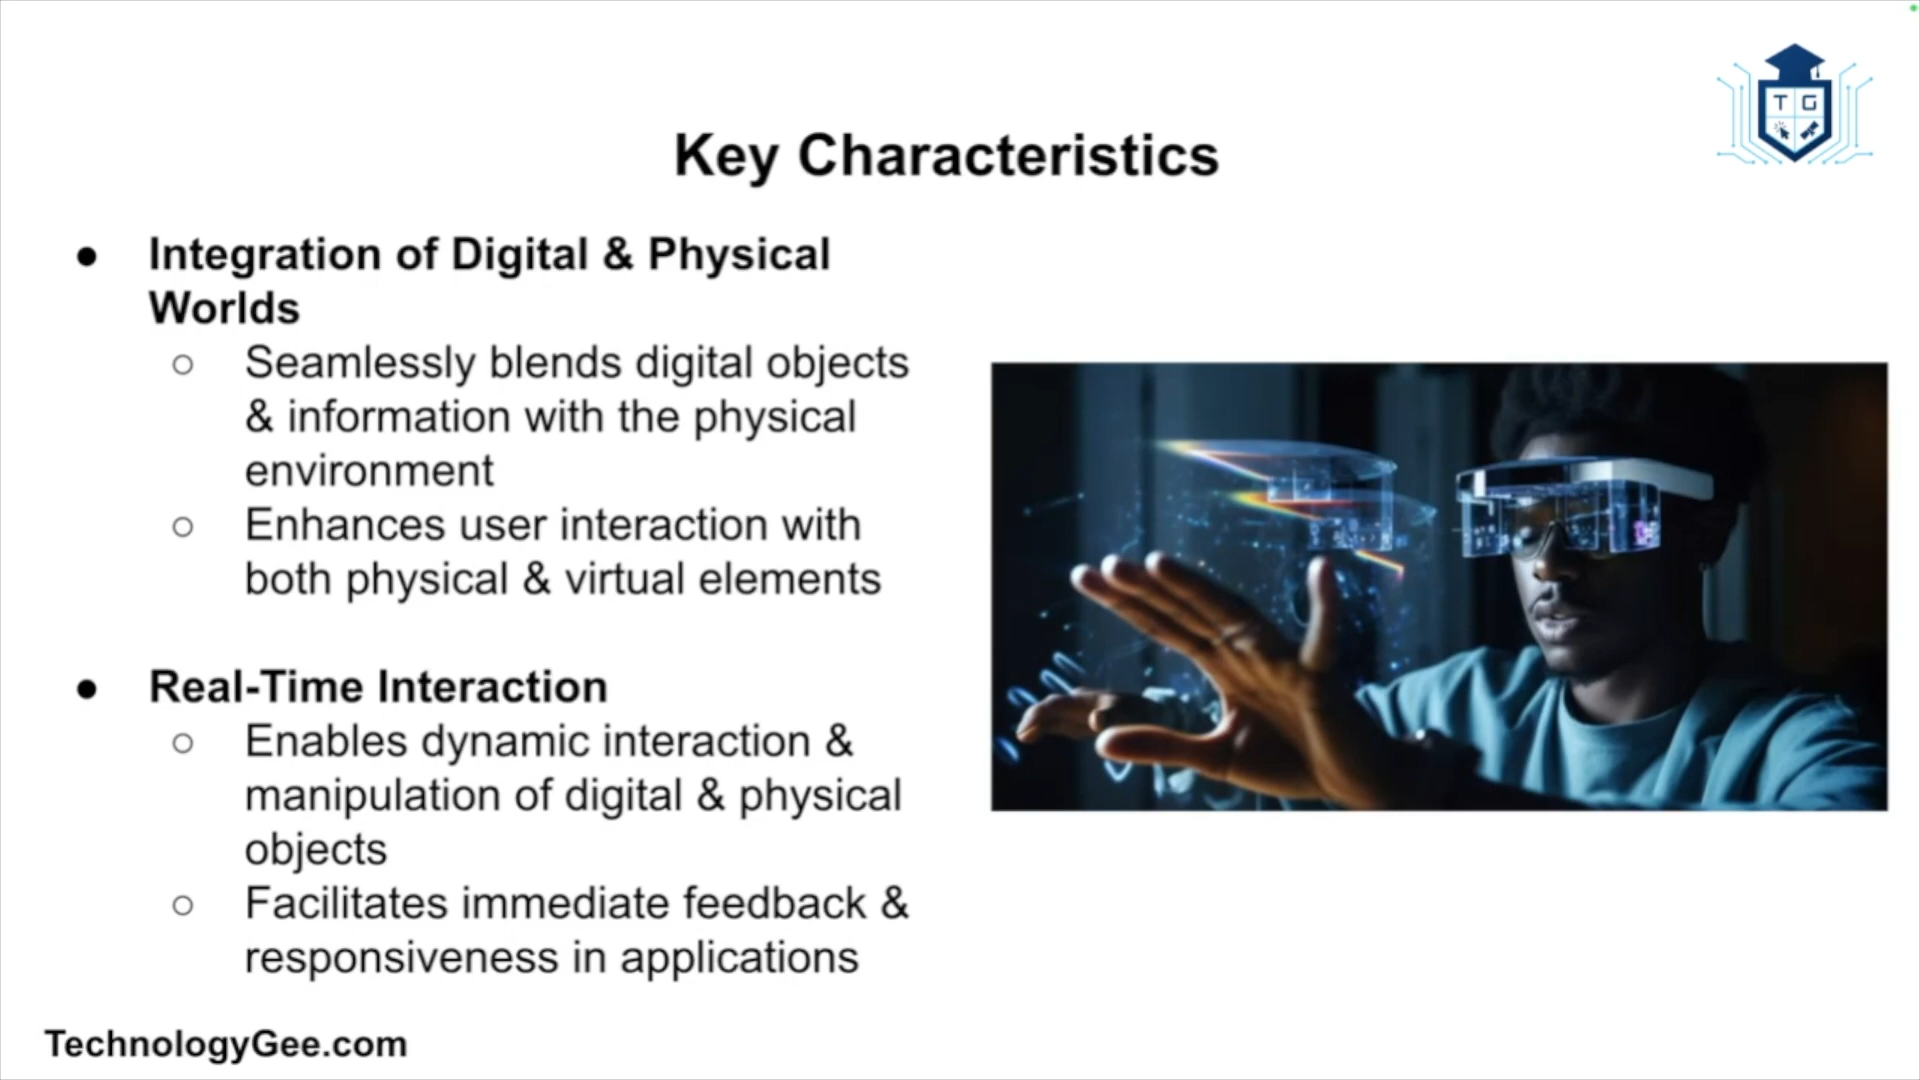 T G
Key Characteristics
● Integration of Digital & Physical
Worlds
○ Seamlessly blends digital objects
& information with the physical
environment
○ Enhances user interaction with
both physical & virtual elements
● Real-Time Interaction
○ Enables dynamic interaction &
manipulation of digital & physical
objects
○ Facilitates immediate feedback &
responsiveness in applications
TechnologyGee.com